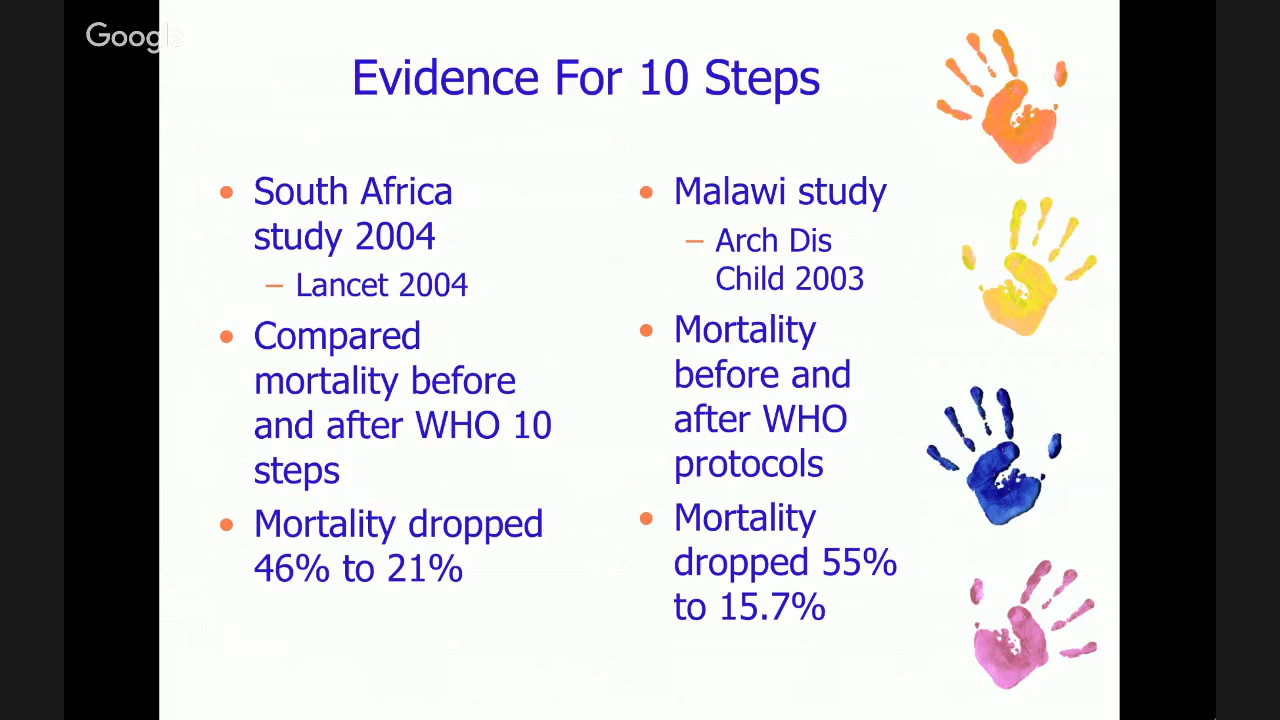 Google
Evidence For 10 Steps
• South Africa
study 2004
– Lancet 2004
• Compared
mortality before
and after WHO 10
steps
• Mortality dropped
46% to 21%
• Malawi study
– Arch Dis
Child 2003
• Mortality
before and
after WHO
protocols
• Mortality
dropped 55%
to 15.7%